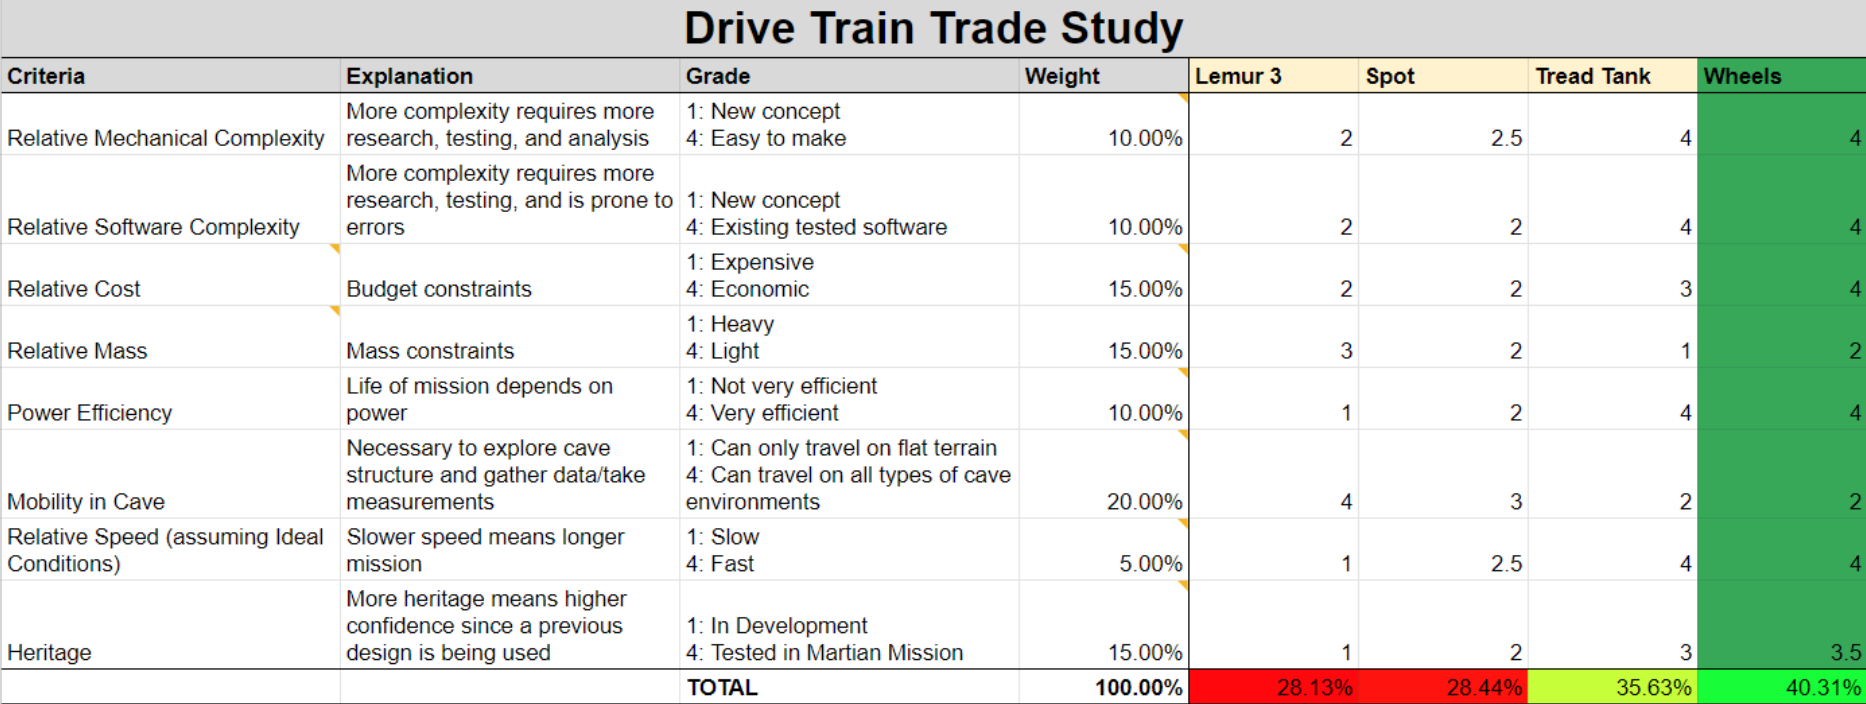 Drive Train Trade Study
Criteria Explanation Grade Weight Lemur 3 Spot Tread Tank Wheels
More complexity requires more 1: New concept
Relative Mechanical Complexity research, testing, and analysis 4: Easy to make 10.00% 2 2.5 4 4
More complexity requires more
research, testing, and is prone to 1: New concept
Relative Software Complexity errors 4: Existing tested software 10.00% 2 2 4 4
1: Expensive
Relative Cost Budget constraints 4: Economic 15.00% 2 2 3 4
1: Heavy
Relative Mass Mass constraints 4: Light 15.00% 3 2 1 2
Life of mission depends on 1: Not very efficient
Power Efficiency power 4: Very efficient 10.00% 1 2 4 4
Necessary to explore cave 1: Can only travel on flat terrain
structure and gather data/take 4: Can travel on all types of cave
Mobility in Cave measurements environments 20.00% 4 3 2 2
Relative Speed (assuming Ideal Slower speed means longer 1: Slow
Conditions) mission 4: Fast 5.00% 1 2.5 4 4
More heritage means higher
confidence since a previous 1: In Development
Heritage design is being used 4: Tested in Martian Mission 15.00% 1 2 3 3.5
TOTAL 100.00% 28.13% 28.44% 35.63% 40.31%